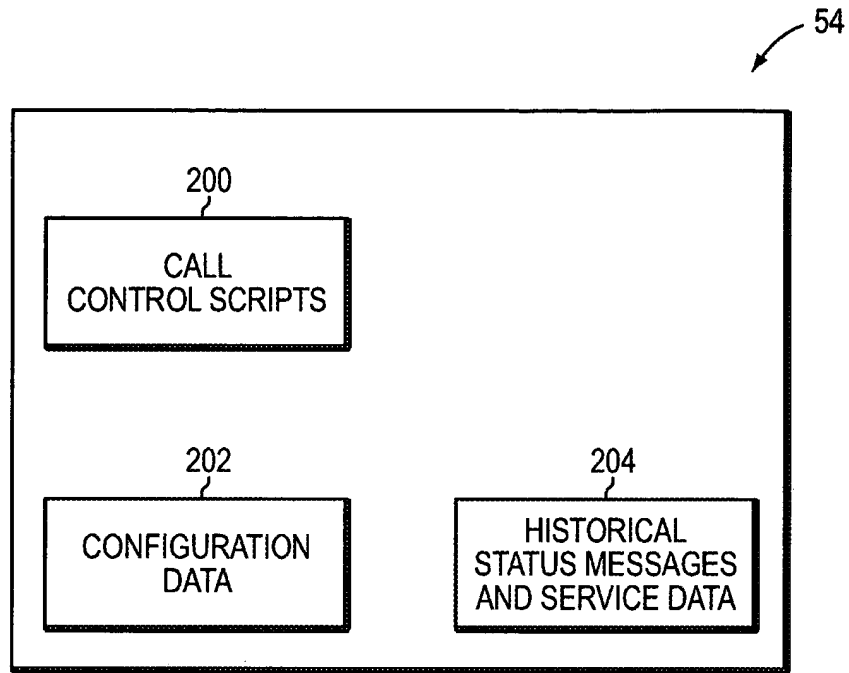 54
200
CALL
CONTROL SCRIPTS
202
CONFIGURATION
DATA
204
HISTORICAL
STATUS MESSAGES
AND SERVICE DATA